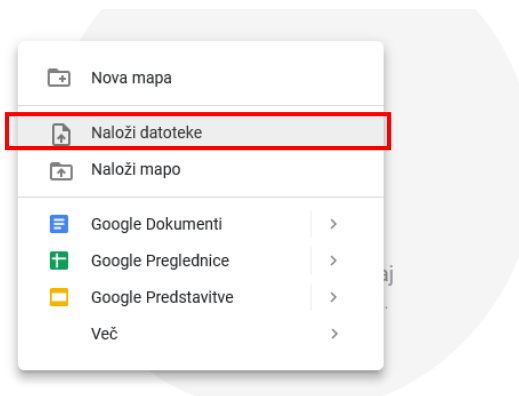 Nova mapa
Naloži datoteke
Naloži mapo
Google Dokumenti
Google Preglednice
Google Predstavitve
Več